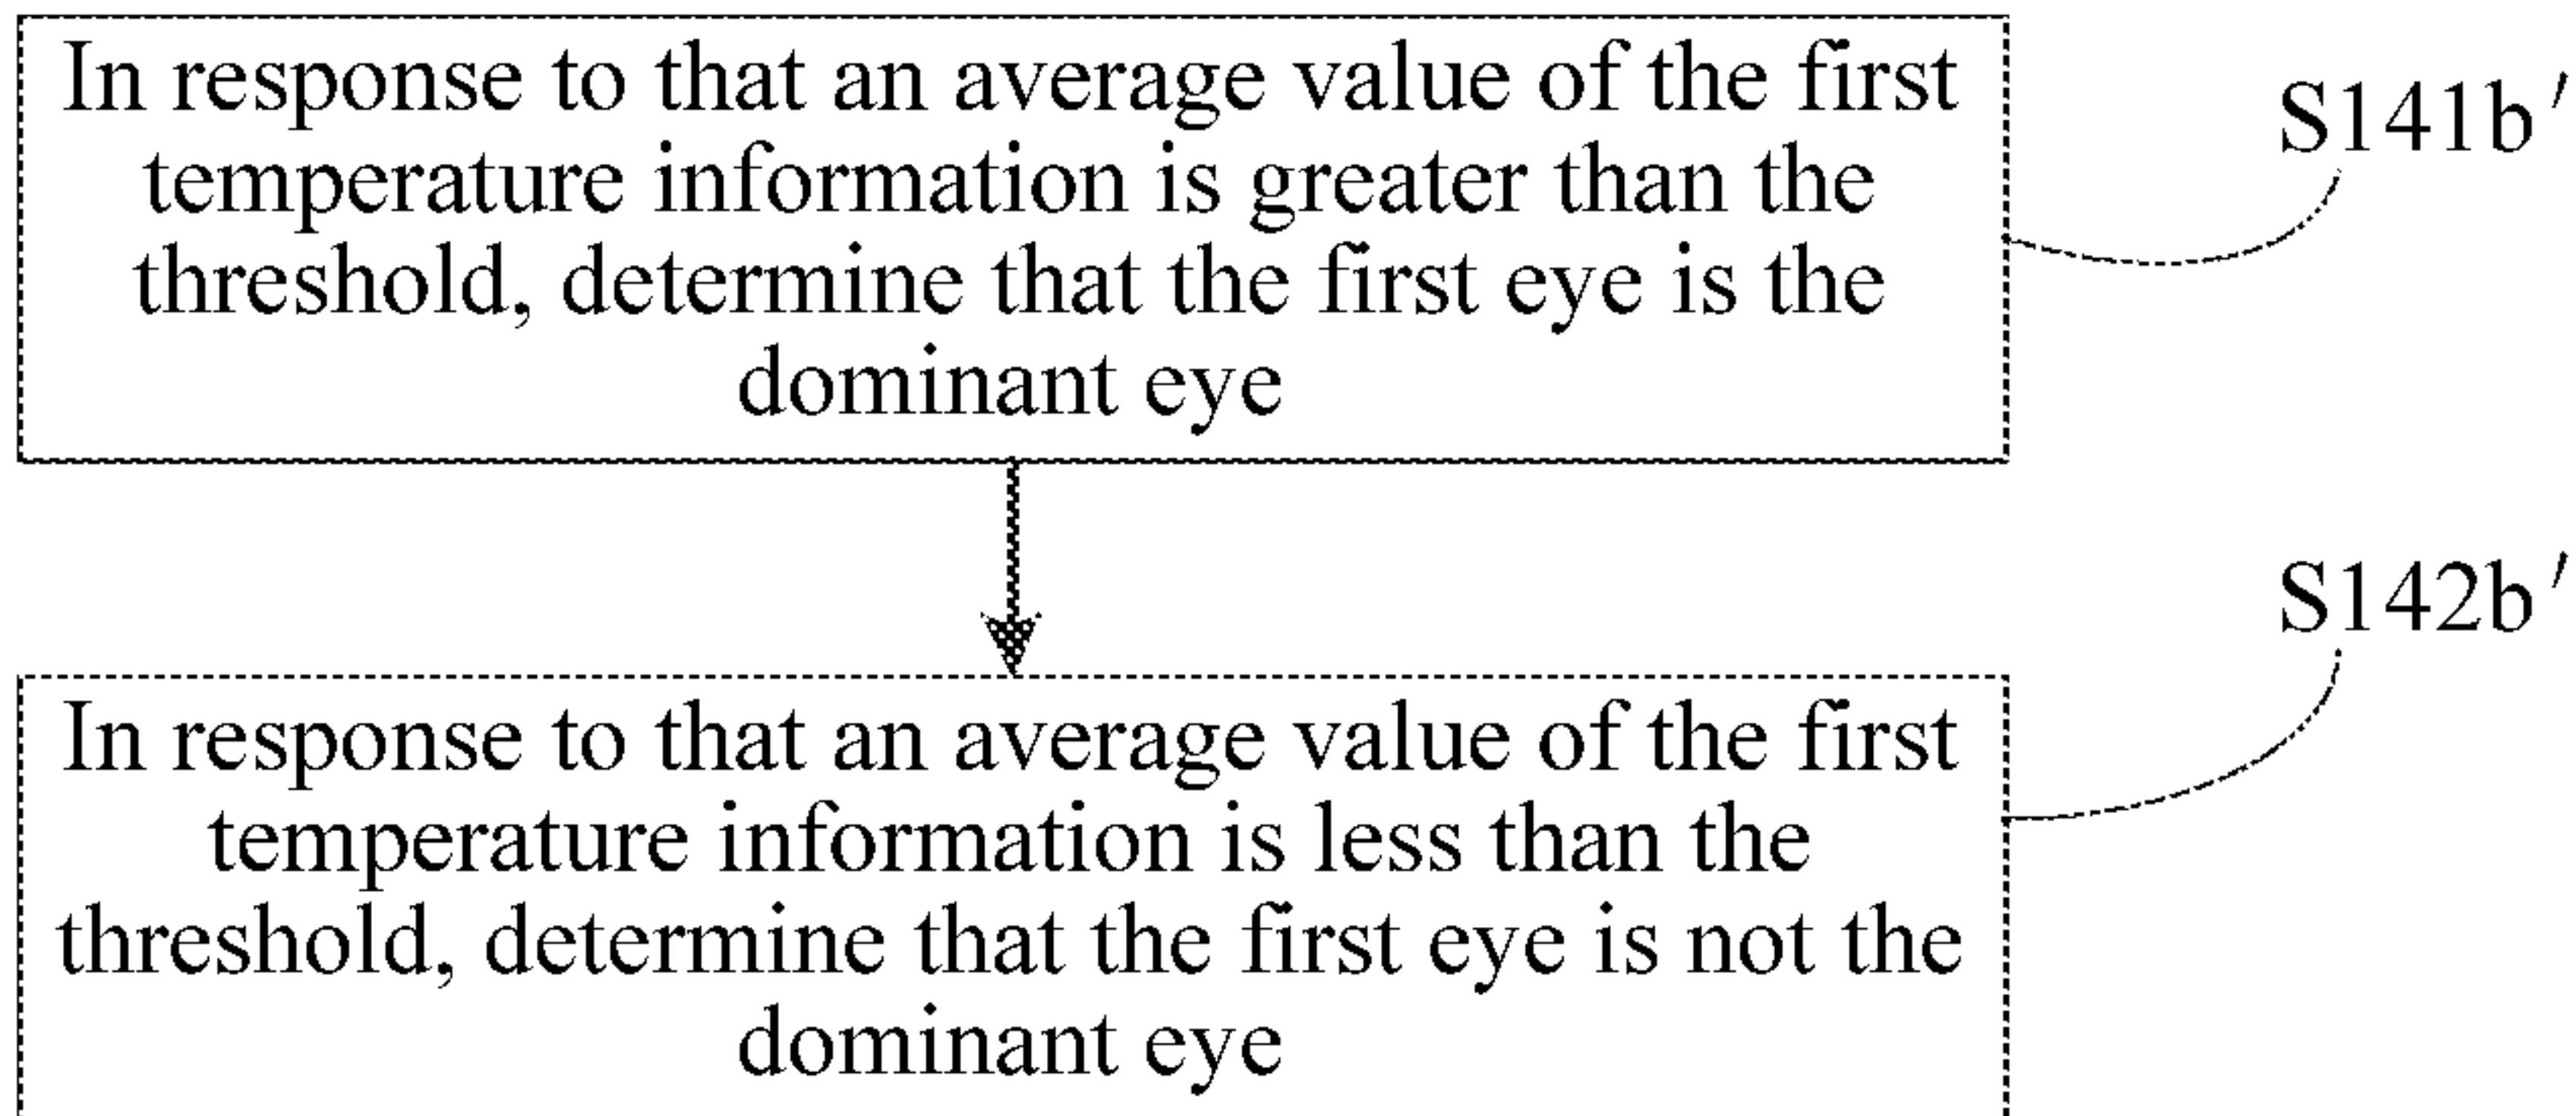 In response to that an average value of the first
temperature information is greater than the
threshold, determine that the first eye is the
dominant eye
S141b′
In response to that an average value of the first
temperature information is less than the
threshold, determine that the first eye is not the
dominant eye
S142b′